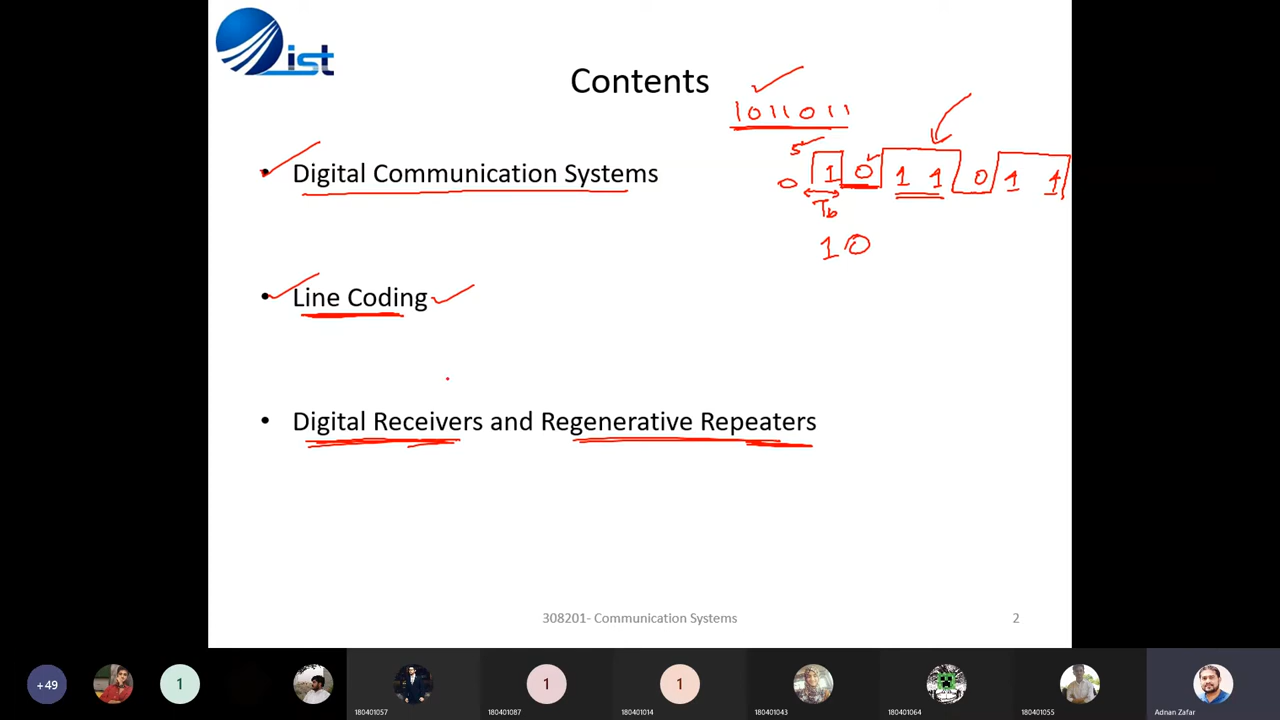 ist
Contents
1011011
• Digital Communication Systems
5
0
1 0 1 1 0 1 1
Tb
1 0
• Line Coding
• Digital Receivers and Regenerative Repeaters
308201- Communication Systems
2
+49
1
1
1
180401057
180401087
180401014
180401043
180401064
180401055
Adnan Zafar